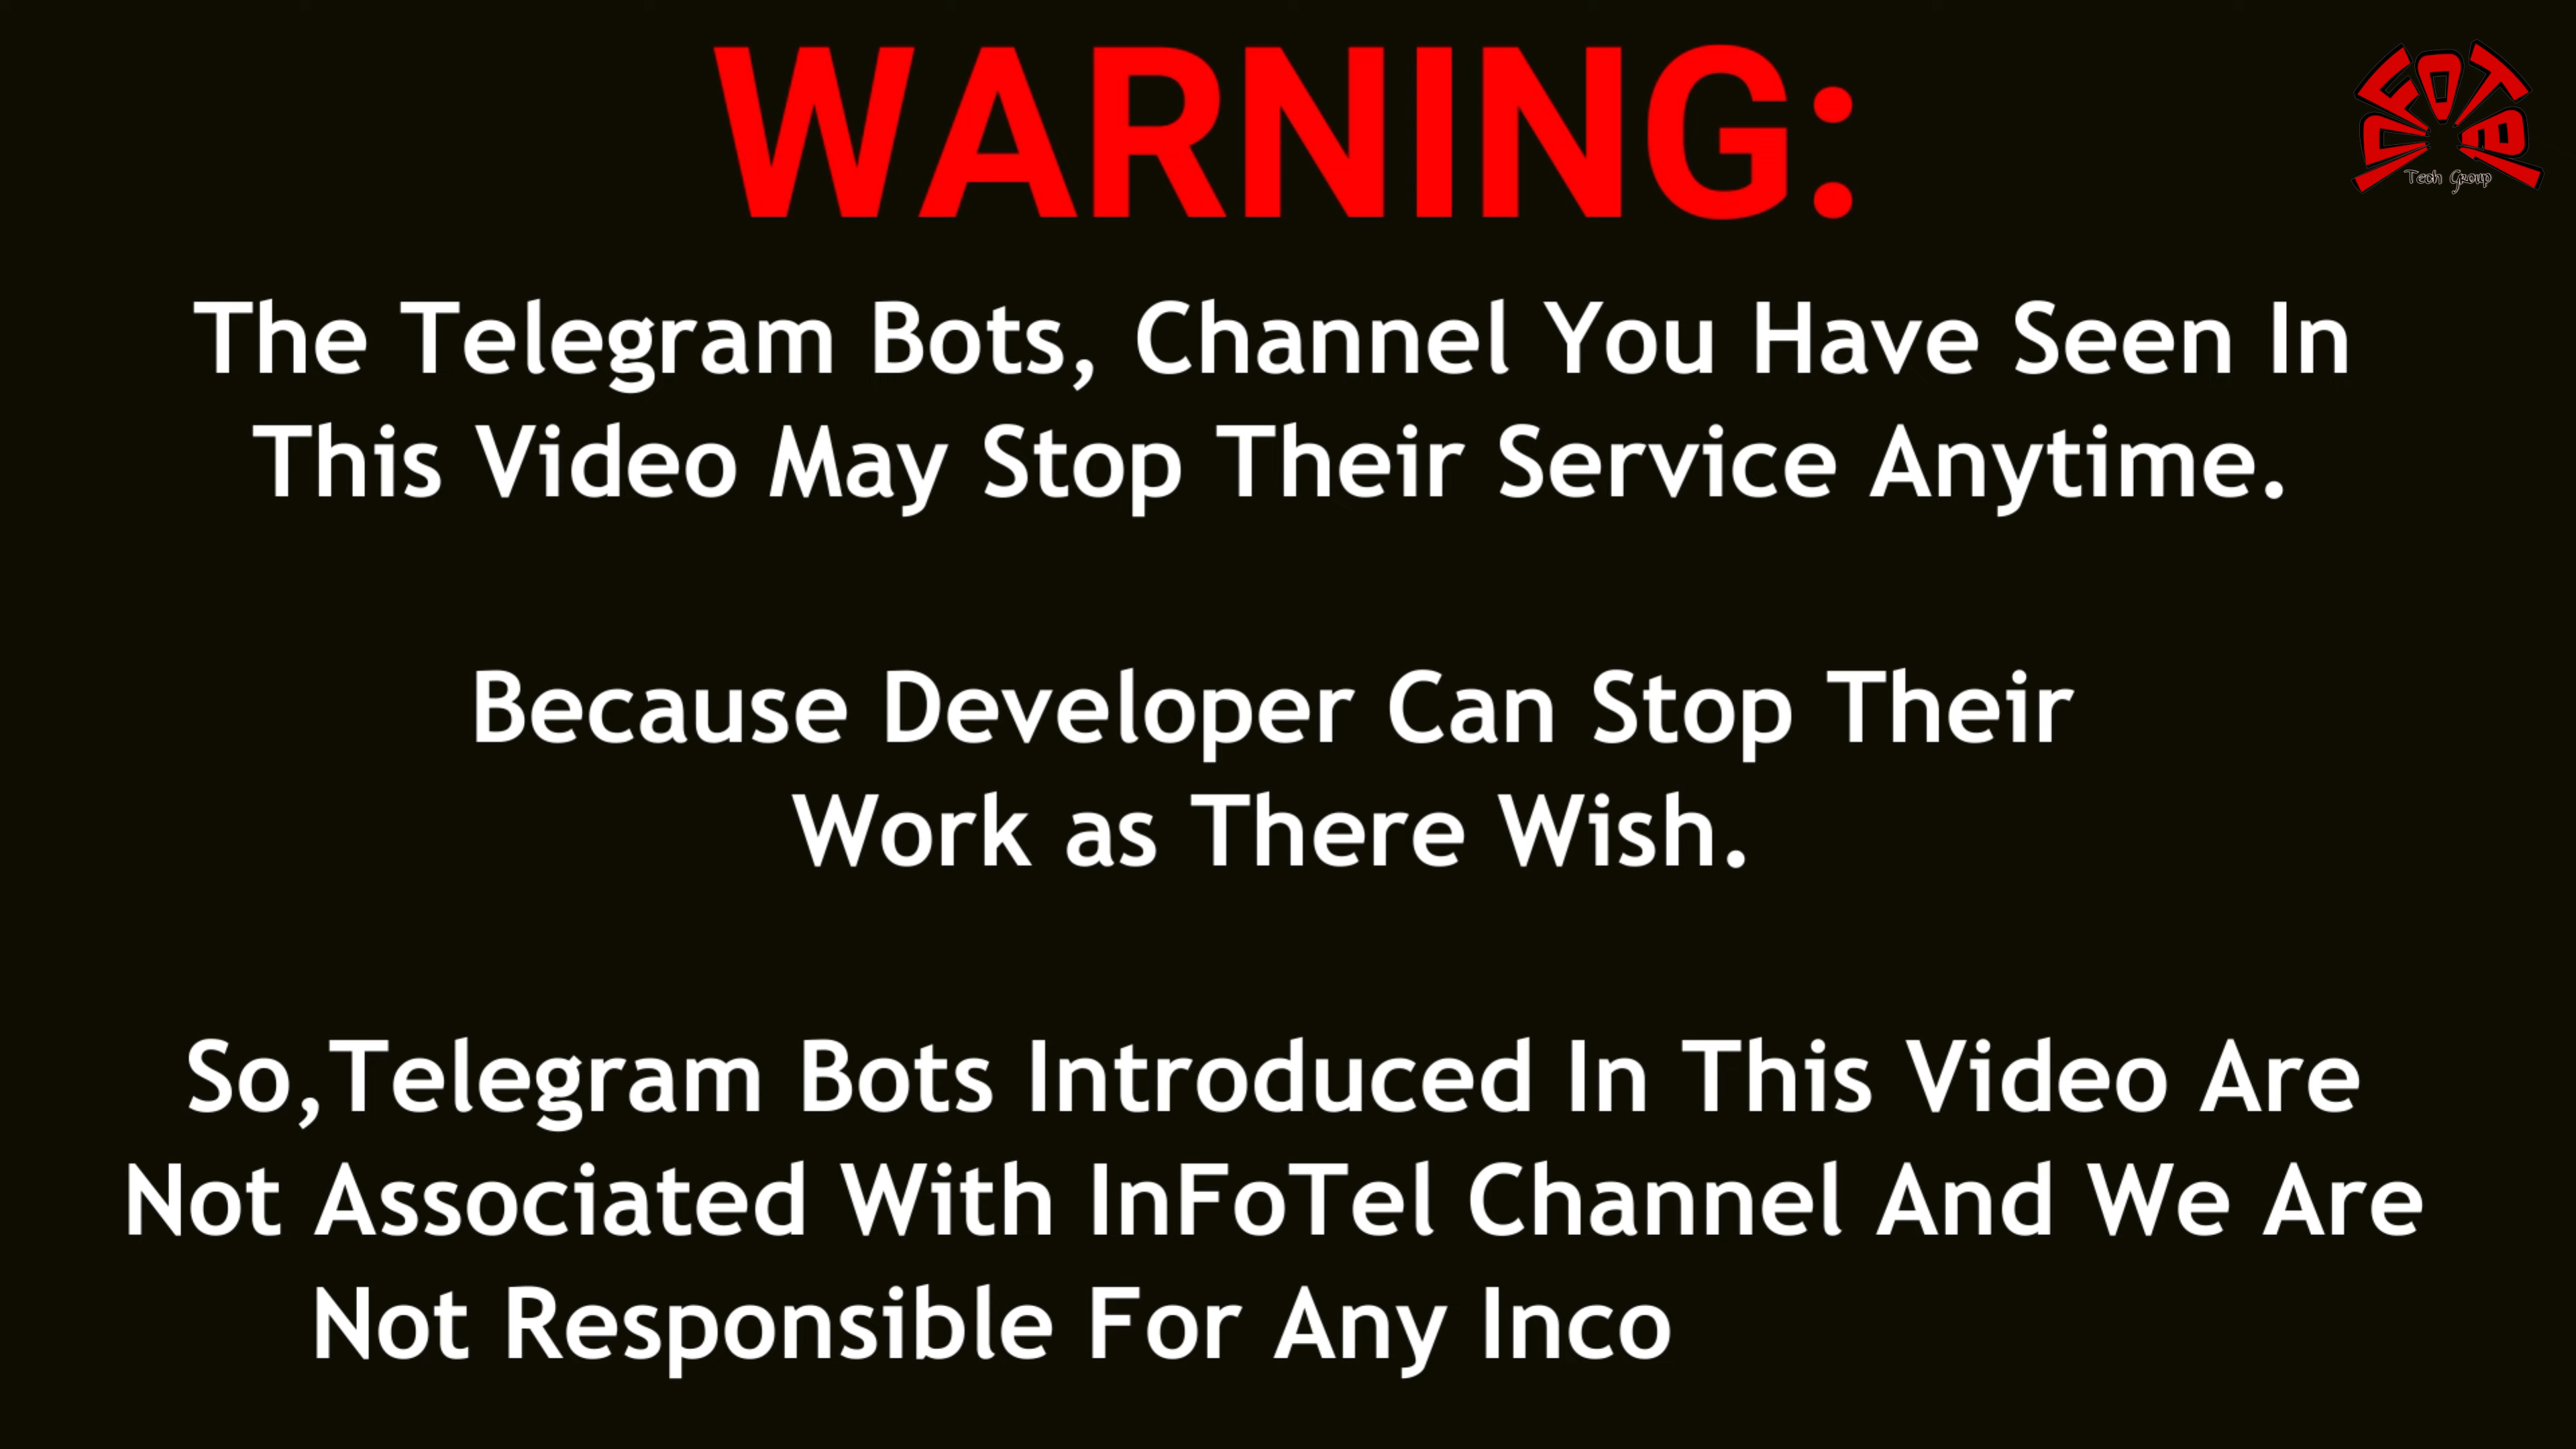 WARNING:
The Telegram Bots, Channel You Have Seen In
This Video May Stop Their Service Anytime.
Because Developer Can Stop Their
Work as There Wish.
So,Telegram Bots Introduced In This Video Are
Not Associated With InFoTel Channel And We Are
Not Responsible For Any Inco
Tech Group